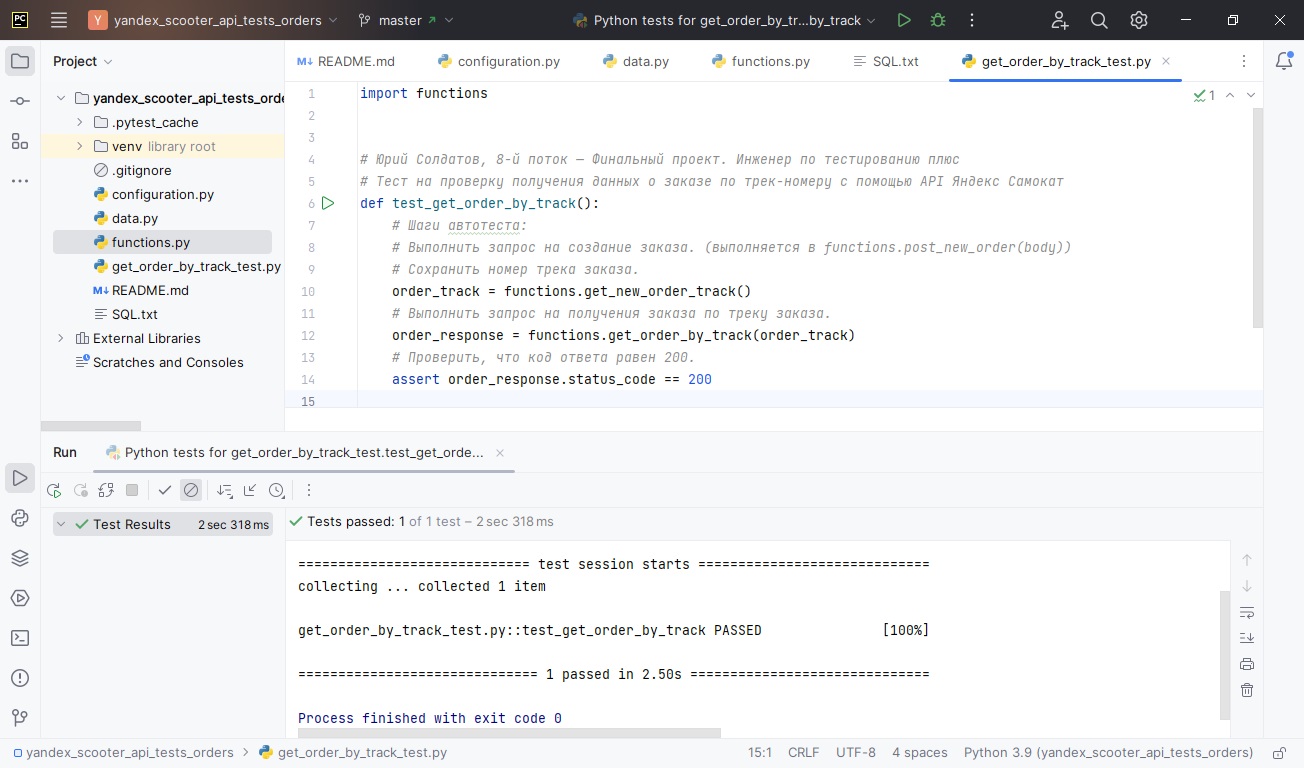 PC
Y yandex_scooter_api_tests_orders master Python tests for get_order_by_tr...by_track
Project
yandex_scooter_api_tests_orde
.pytest_cache
venv library root
.gitignore
configuration.py
data.py
functions.py
get_order_by_track_test.py
M↓ README.md
SQL.txt
External Libraries
Scratches and Consoles
M↓ README.md configuration.py data.py functions.py SQL.txt get_order_by_track_test.py
1
1 import functions
2
3
4 # Юрий Солдатов, 8-й поток — Финальный проект. Инженер по тестированию плюс
5 # Тест на проверку получения данных о заказе по трек-номеру с помощью API Яндекс Самокат
6 def test_get_order_by_track():
7 # Шаги автотеста:
8 # Выполнить запрос на создание заказа. (выполняется в functions.post_new_order(body))
9 # Сохранить номер трека заказа.
10 order_track = functions.get_new_order_track()
11 # Выполнить запрос на получения заказа по треку заказа.
12 order_response = functions.get_order_by_track(order_track)
13 # Проверить, что код ответа равен 200.
14 assert order_response.status_code == 200
15
Run Python tests for get_order_by_track_test.test_get_orde...
Test Results 2 sec 318 ms
Tests passed: 1 of 1 test – 2 sec 318 ms
============================= test session starts =============================
collecting ... collected 1 item
get_order_by_track_test.py::test_get_order_by_track PASSED [100%]
============================== 1 passed in 2.50s ==============================
Process finished with exit code 0
yandex_scooter_api_tests_orders > get_order_by_track_test.py 15:1 CRLF UTF-8 4 spaces Python 3.9 (yandex_scooter_api_tests_orders)